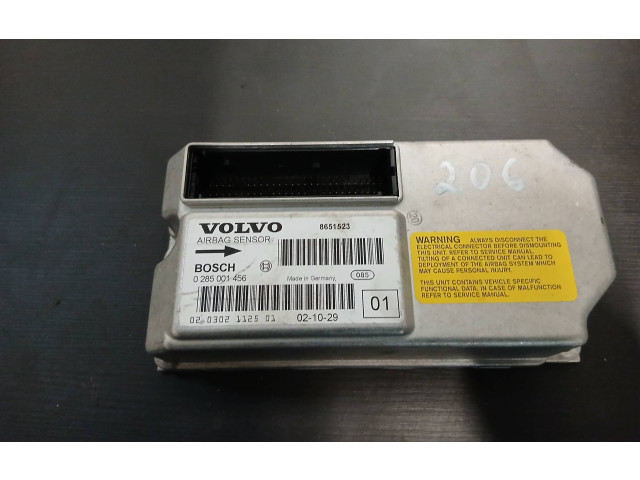 206
VOLVO 8651523
AIRBAG SENSOR
BOSCH
0 285 001 456 Made in Germany, 085
01
02 0302 1125 01 02-10-29
WARNING ALWAYS DISCONNECT THE
ELECTRICAL CONNECTOR BEFORE DISMOUNTING
THIS UNIT. REFER TO SERVICE MANUAL.
TILTING OF A CONNECTED UNIT CAN LEAD TO
DEPLOYMENT OF THE AIRBAG SYSTEM WHICH
MAY CAUSE PERSONAL INJURY.
THIS UNIT CONTAINS VEHICLE SPECIFIC
FUNCTIONAL DATA, IN CASE OF MALFUNCTION
REFER TO SERVICE MANUAL.